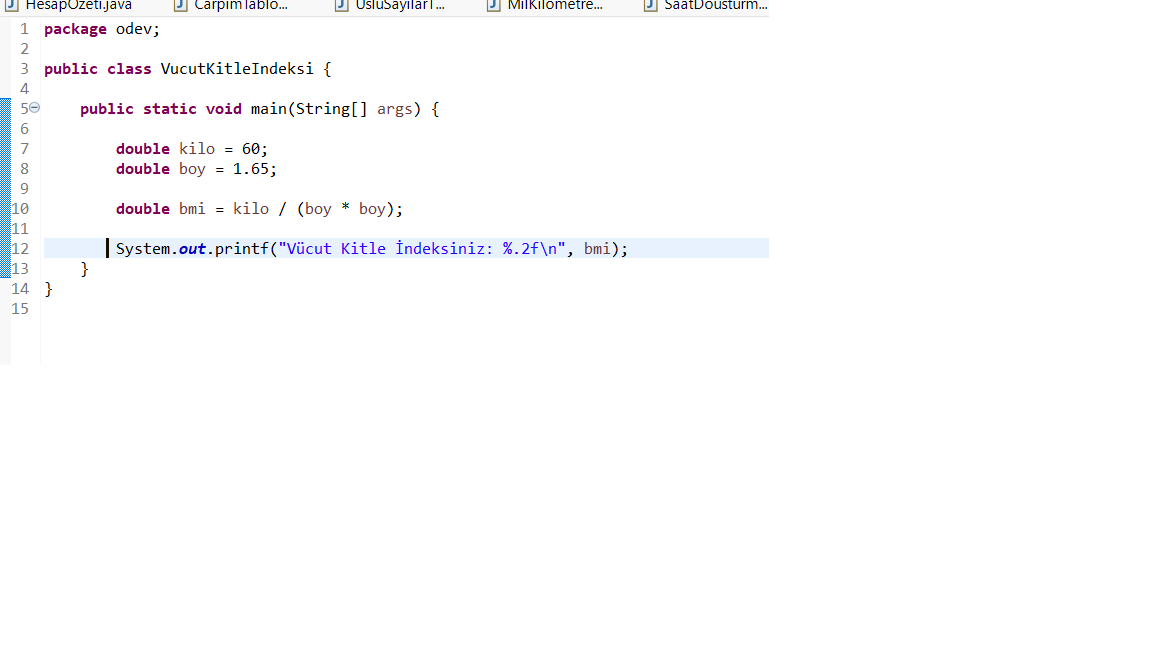 HesapOzeti.java CarpimTablo... UsluSayilarT... MilKilometre... SaatDousturm...
1 package odev;
2
3 public class VucutKitleIndeksi {
4
5 public static void main(String[] args) {
6
7 double kilo = 60;
8 double boy = 1.65;
9
10 double bmi = kilo / (boy * boy);
11
12 System.out.printf("Vücut Kitle İndeksiniz: %.2f\n", bmi);
13 }
14 }
15